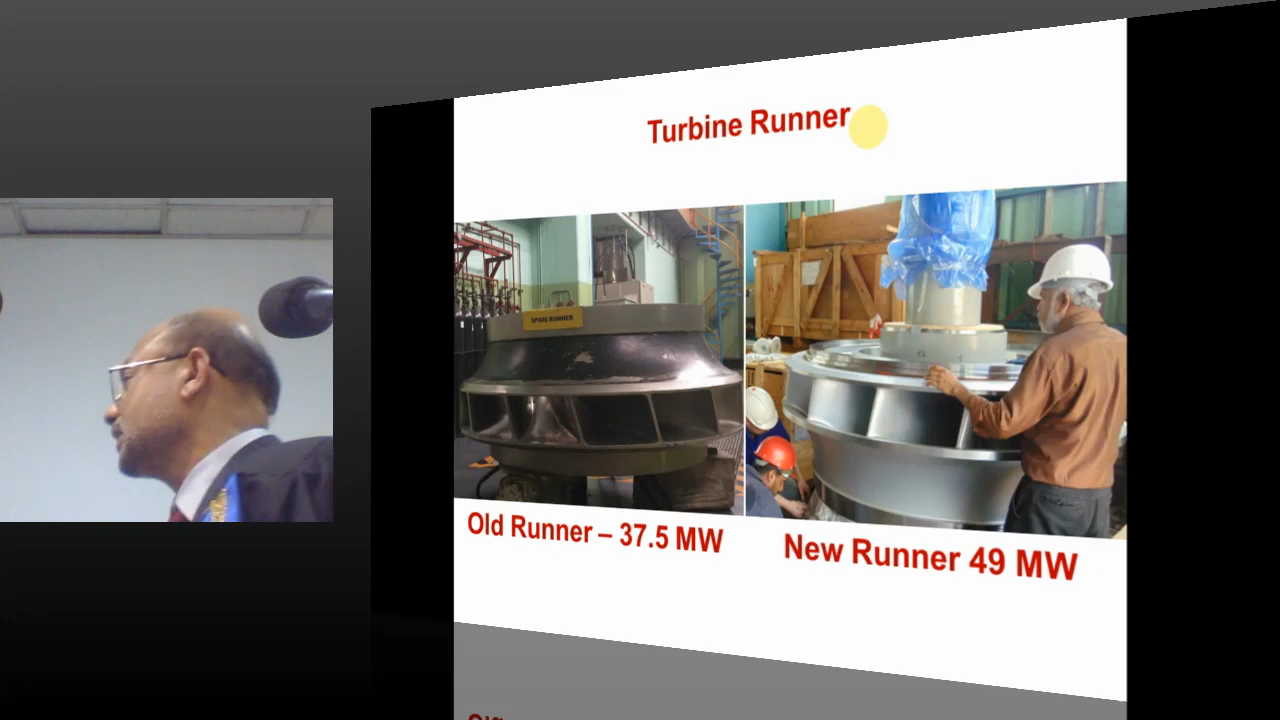 Turbine Runner
SPARE RUNNER
Old Runner – 37.5 MW
New Runner 49 MW